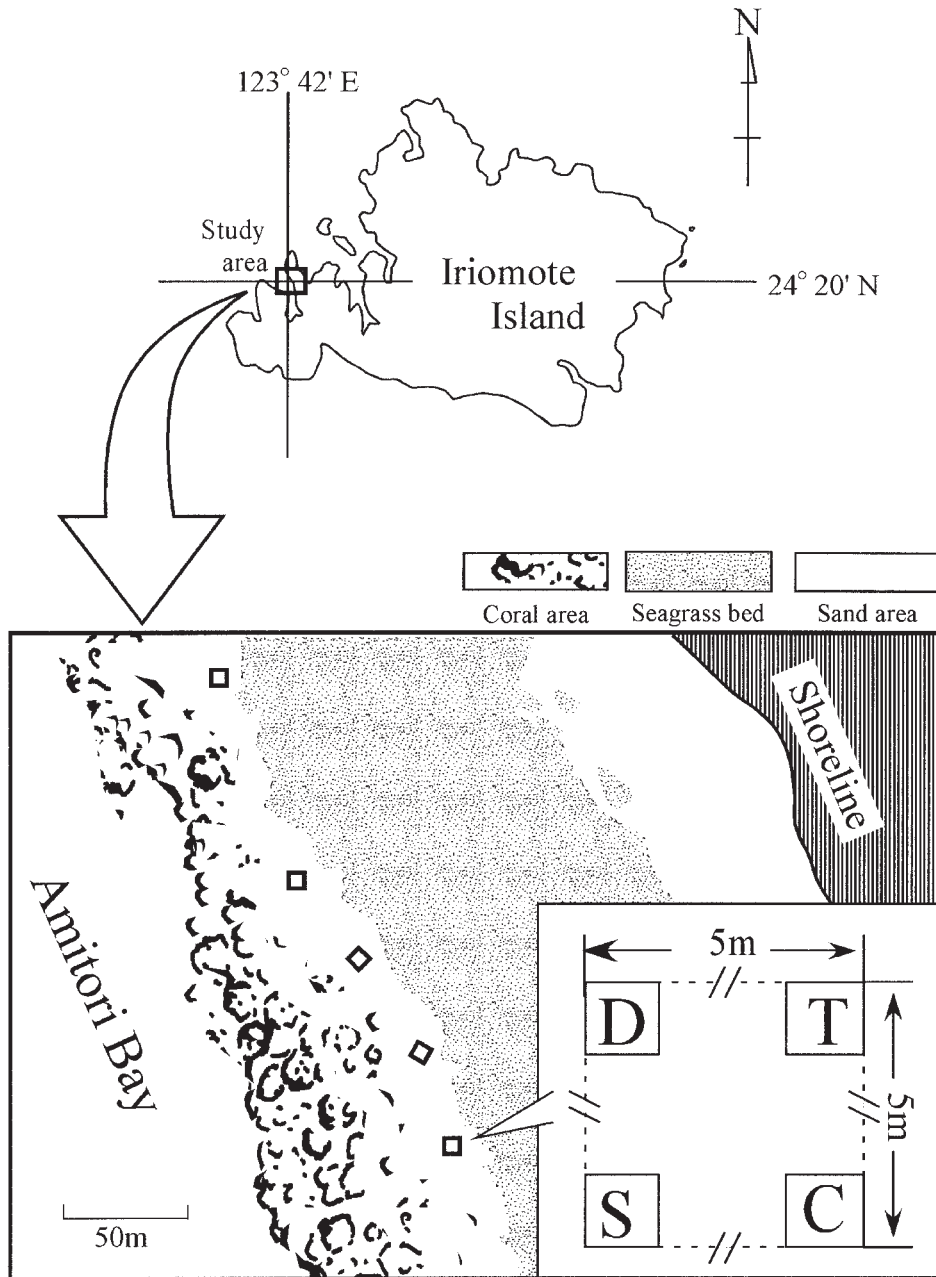 N
123° 42' E
Study
area
Iriomote
Island
24° 20' N
Coral area
Seagrass bed
Sand area
Shoreline
Amitori Bay
50m
5m
D
T
5m
S
C